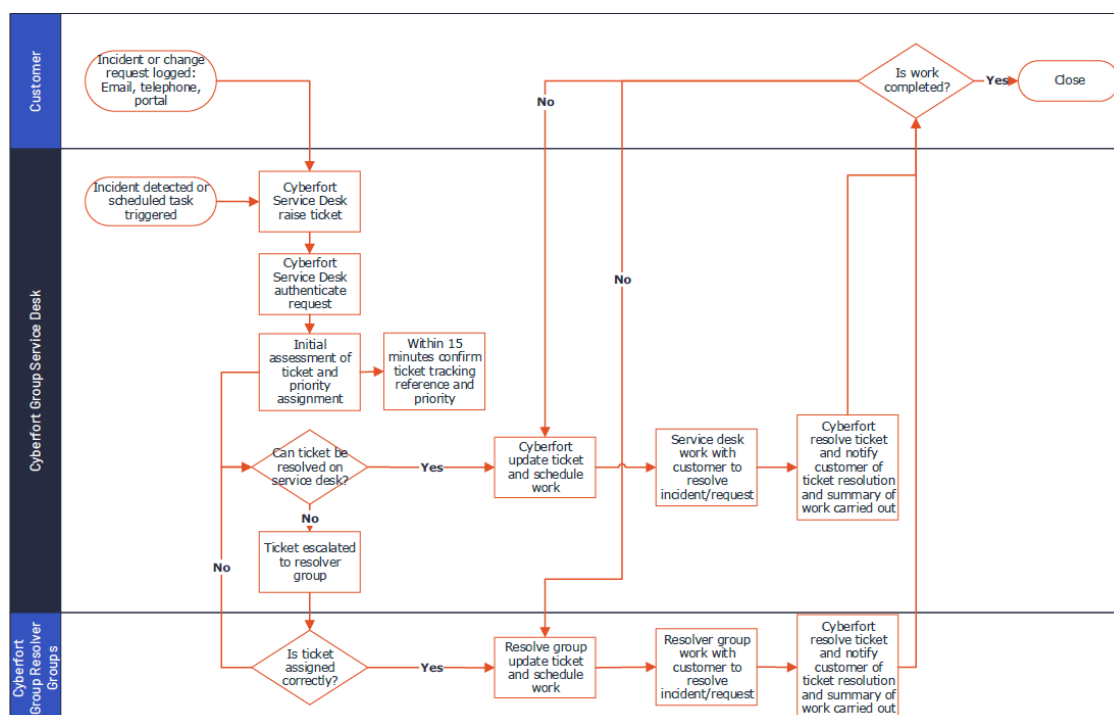 Customer
Incident or change
request logged:
Email, telephone,
portal
Is work
completed?
Yes
Close
No
No
Cyberfort Group Service Desk
Incident detected or
scheduled task
triggered
Cyberfort
Service Desk
raise ticket
Cyberfort
Service Desk
authenticate
request
Initial
assessment of
ticket and
priority
assignment
Within 15
minutes confirm
ticket tracking
reference and
priority
Can ticket be
resolved on
service desk?
Yes
Cyberfort
update ticket
and schedule
work
Service desk
work with
customer to
resolve
incident/request
Cyberfort
resolve ticket
and notify
customer of
ticket resolution
and summary of
work carried out
No
Ticket escalated
to resolver
group
No
Cyberfort
Group Resolver
Groups
Is ticket
assigned
correctly?
Yes
Resolve group
update ticket
and schedule
work
Resolver group
work with
customer to
resolve
incident/request
Cyberfort
resolve ticket
and notify
customer of
ticket resolution
and summary of
work carried out